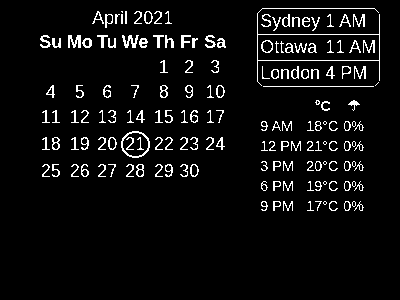 April 2021
Su Mo Tu We Th Fr Sa
1 2 3
4 5 6 7 8 9 10
11 12 13 14 15 16 17
18 19 20 21 22 23 24
25 26 27 28 29 30
Sydney 1 AM
Ottawa 11 AM
London 4 PM
°C ☂
9 AM 18°C 0%
12 PM 21°C 0%
3 PM 20°C 0%
6 PM 19°C 0%
9 PM 17°C 0%